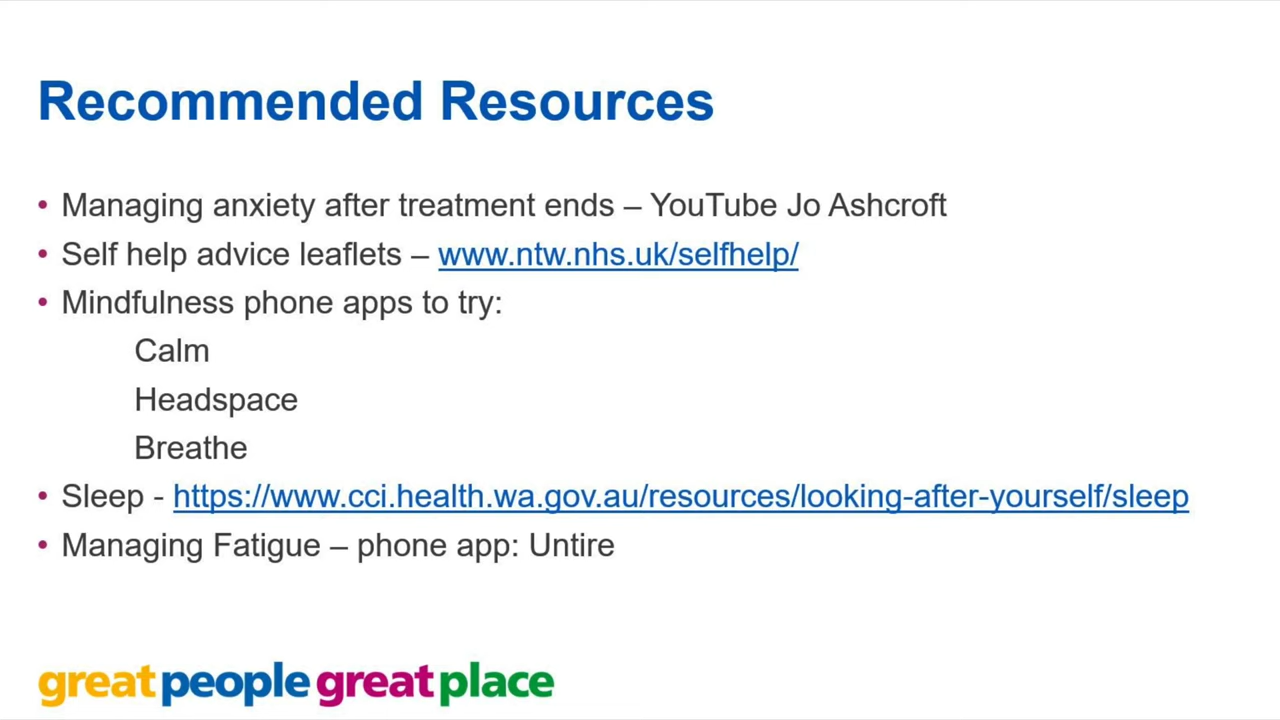 Recommended Resources
• Managing anxiety after treatment ends – YouTube Jo Ashcroft
• Self help advice leaflets – www.ntw.nhs.uk/selfhelp/
• Mindfulness phone apps to try:
Calm
Headspace
Breathe
• Sleep - https://www.cci.health.wa.gov.au/resources/looking-after-yourself/sleep
• Managing Fatigue – phone app: Untire
great people great place